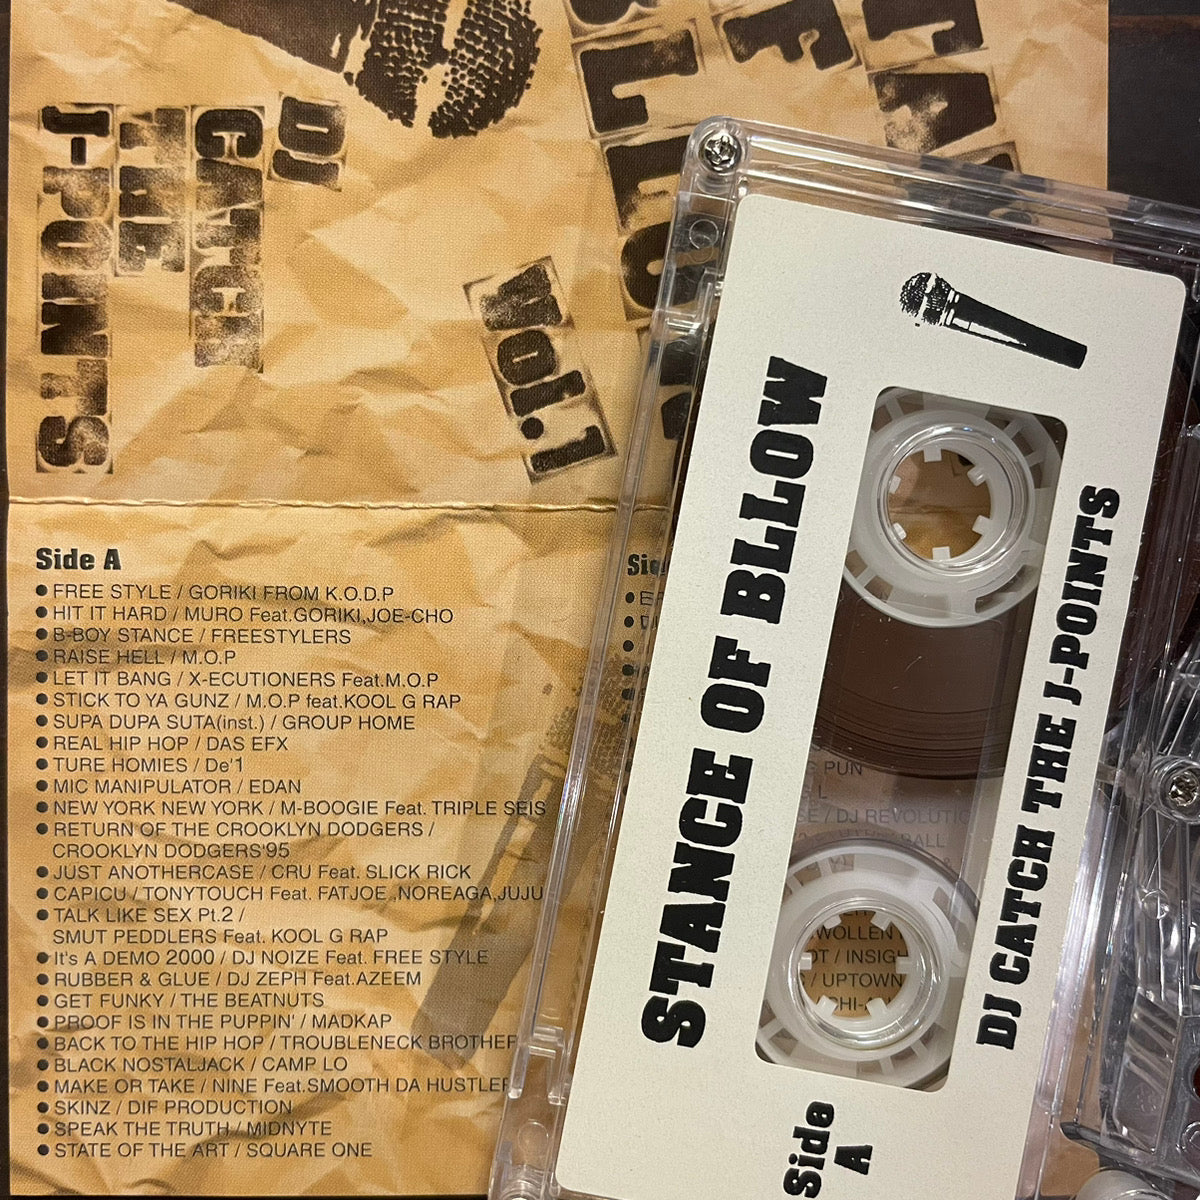 DJ
CATCH
THE
J-POINTS
Vol.1
Side A
● FREE STYLE / GORIKI FROM K.O.D.P
● HIT IT HARD / MURO Feat.GORIKI,JOE-CHO
● B-BOY STANCE / FREESTYLERS
● RAISE HELL / M.O.P
● LET IT BANG / X-ECUTIONERS Feat.M.O.P
● STICK TO YA GUNZ / M.O.P feat.KOOL G RAP
● SUPA DUPA SUTA(inst.) / GROUP HOME
● REAL HIP HOP / DAS EFX
● TURE HOMIES / De'1
● MIC MANIPULATOR / EDAN
● NEW YORK NEW YORK / M-BOOGIE Feat. TRIPLE SEIS
● RETURN OF THE CROOKLYN DODGERS /
CROOKLYN DODGERS'95
● JUST ANOTHERCASE / CRU Feat. SLICK RICK
● CAPICU / TONYTOUCH Feat. FATJOE.,NOREAGA,JUJU
● TALK LIKE SEX Pt.2 /
SMUT PEDDLERS Feat. KOOL G RAP
● It's A DEMO 2000 / DJ NOIZE Feat. FREE STYLE
● RUBBER & GLUE / DJ ZEPH Feat.AZEEM
● GET FUNKY / THE BEATNUTS
● PROOF IS IN THE PUPPIN' / MADKAP
● BACK TO THE HIP HOP / TROUBLENECK BROTHER
● BLACK NOSTALJACK / CAMP LO
● MAKE OR TAKE / NINE Feat.SMOOTH DA HUSTLER
● SKINZ / DIF PRODUCTION
● SPEAK THE TRUTH / MIDNYTE
● STATE OF THE ART / SQUARE ONE
STANCE OF BLLOW
DJ CATCH THE J-POINTS
Side
A
PUN
L
/ DJ REVOLUTIO
BALL
WOLLEN
OT / INSIGH
/ UPTOWN